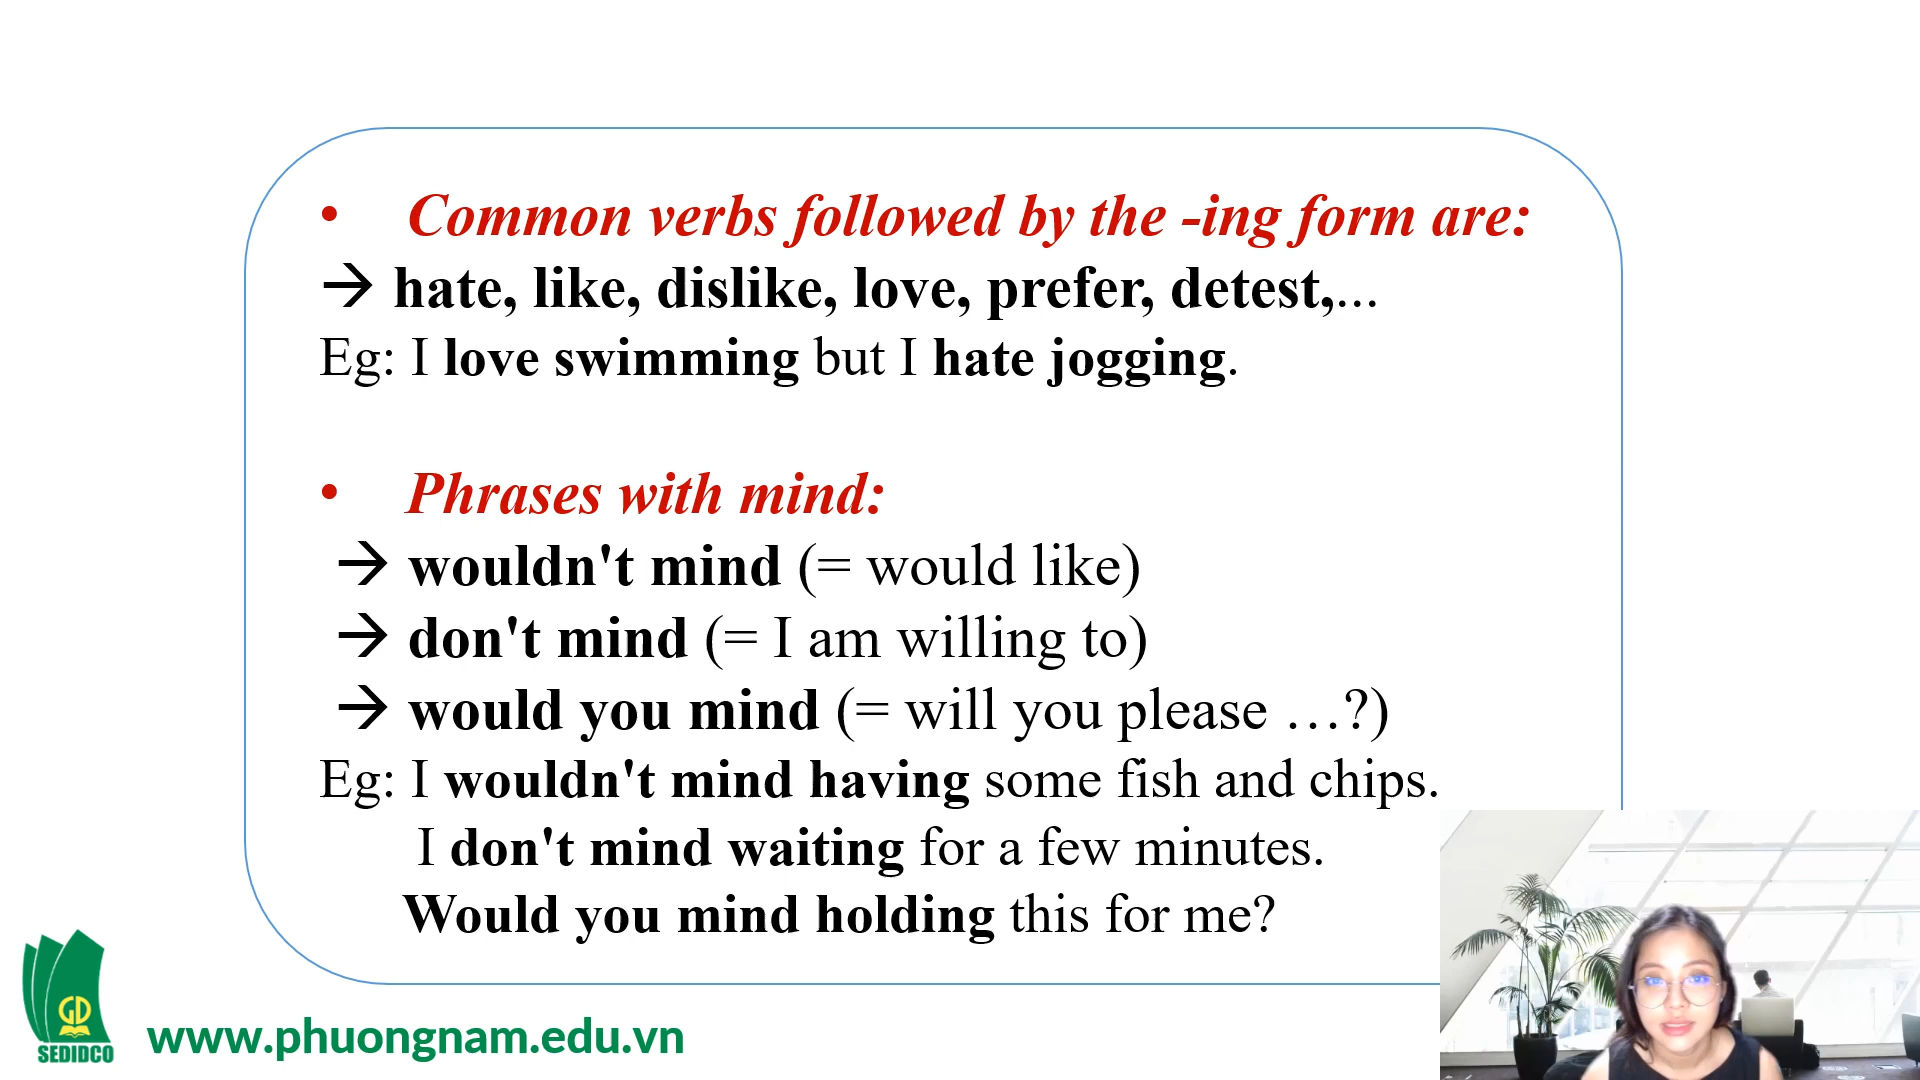 • Common verbs followed by the -ing form are:
→ hate, like, dislike, love, prefer, detest,...
Eg: I love swimming but I hate jogging.
• Phrases with mind:
→ wouldn't mind (= would like)
→ don't mind (= I am willing to)
→ would you mind (= will you please …?)
Eg: I wouldn't mind having some fish and chips.
I don't mind waiting for a few minutes.
Would you mind holding this for me?
GD
SEDIDCO
www.phuongnam.edu.vn